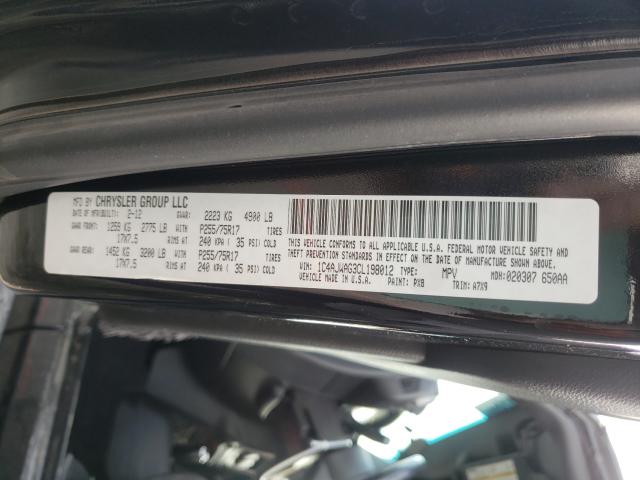 MFD BY CHRYSLER GROUP LLC
DATE OF MFR(BUILT): 2-12 GVWR: 2223 KG 4900 LB
GAWR FRONT: 1259 KG 2775 LB P255/75R17 TIRES
17X7.5 RIMS AT 240 KPA ( 35 PSI) COLD
GAWR REAR: 1452 KG 3200 LB P255/75R17 TIRES
17X7.5 RIMS AT 240 KPA ( 35 PSI) COLD
THIS VEHICLE CONFORMS TO ALL APPLICABLE U.S.A. FEDERAL MOTOR VEHICLE SAFETY AND
THEFT PREVENTION STANDARDS IN EFFECT ON THE DATE OF MANUFACTURE SHOWN ABOVE.
VIN: 1C4AJWAG3CL198012 TYPE: MPV MDH: 020307 650AA
VEHICLE MADE IN U.S.A. PAINT: PX8 TRIM: A7X9